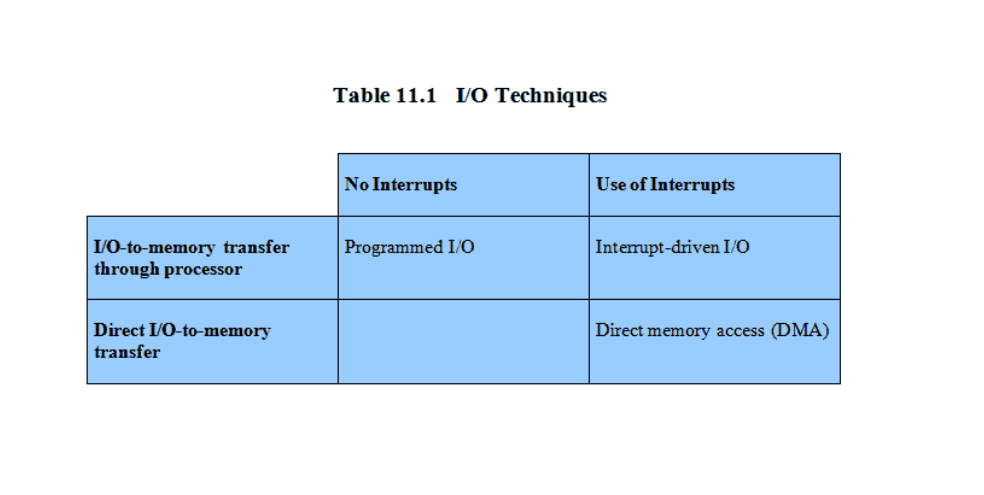 Table 11.1 I/O Techniques
No Interrupts
Use of Interrupts
I/O-to-memory transfer
through processor
Programmed I/O
Interrupt-driven I/O
Direct I/O-to-memory
transfer
Direct memory access (DMA)